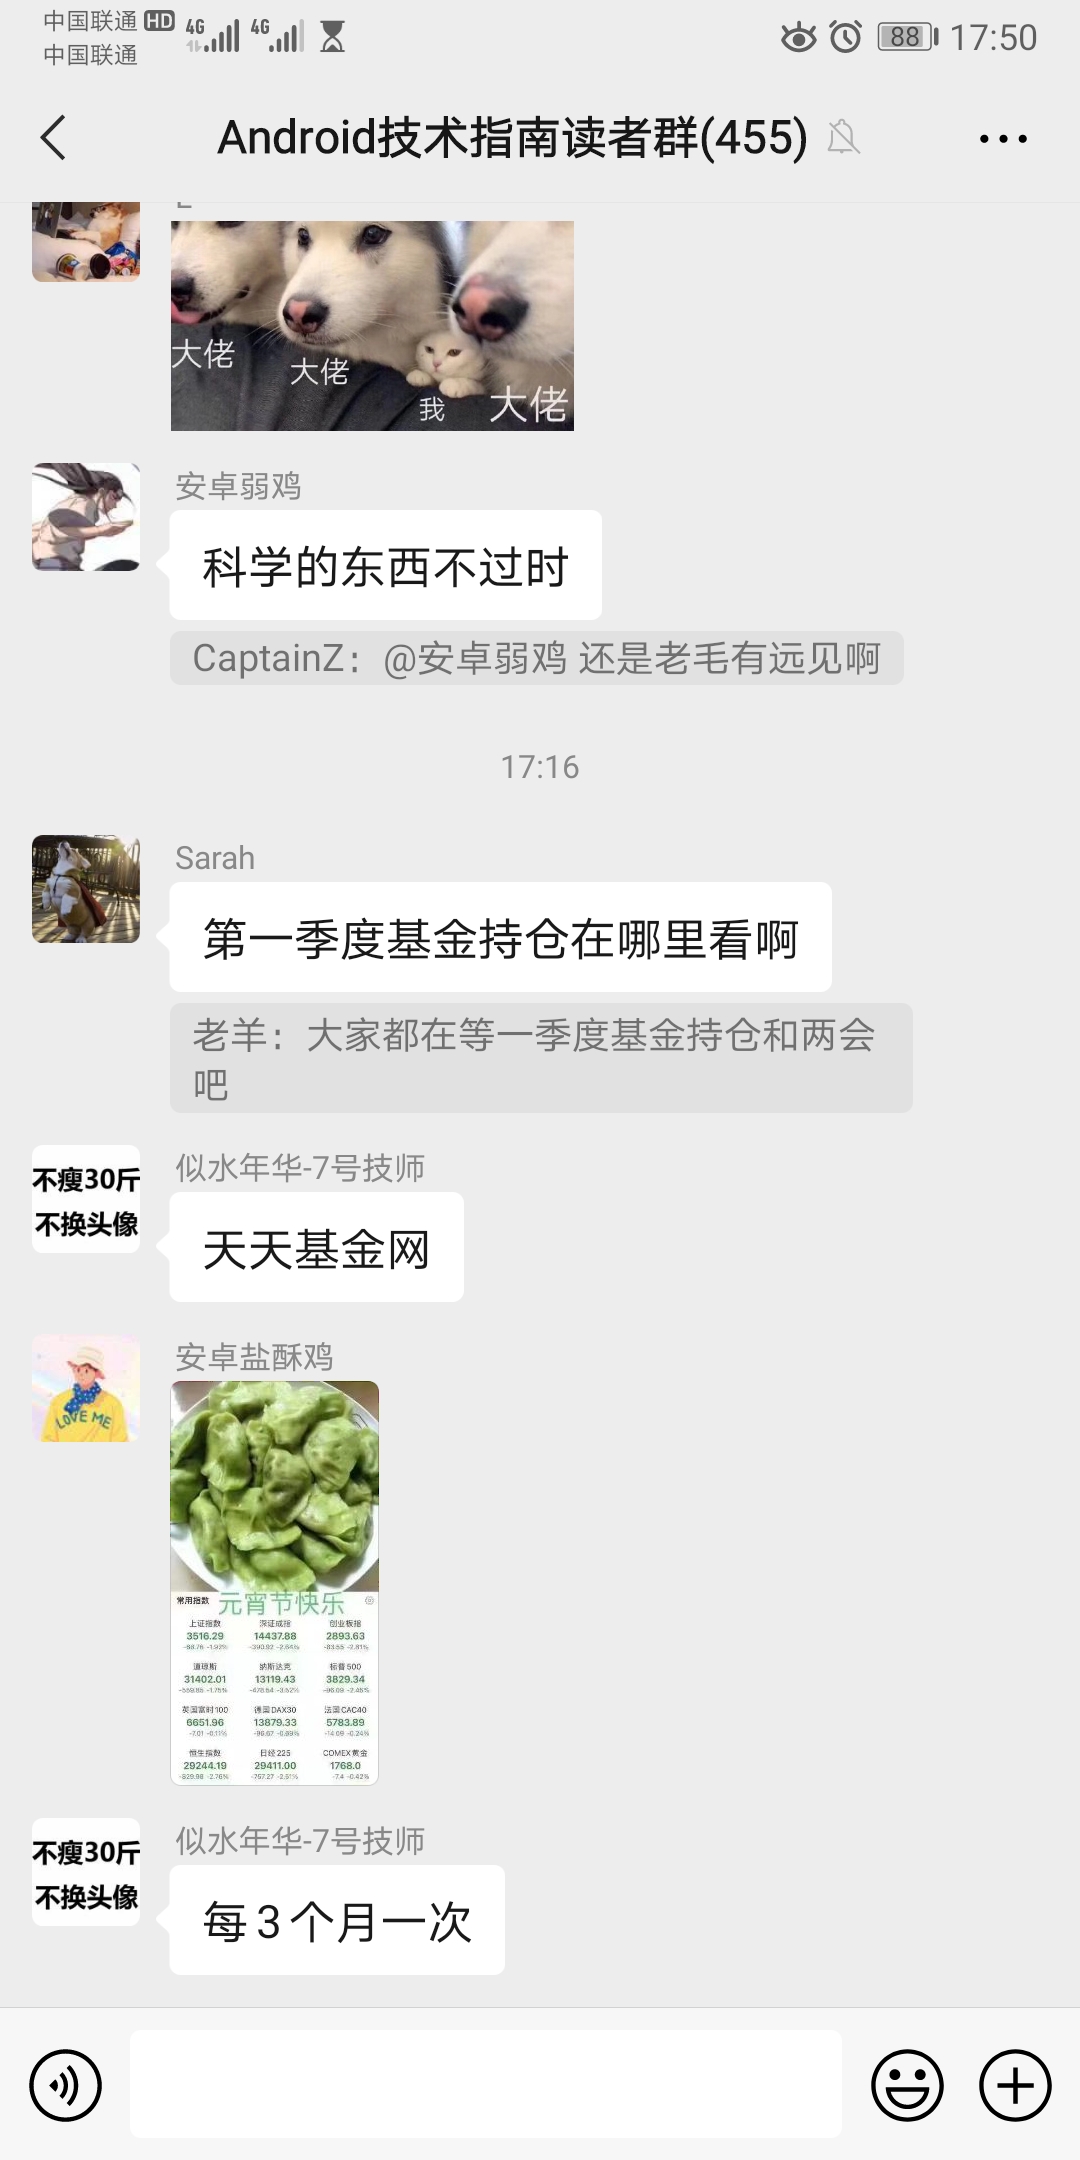 中国联通 HD 4G 4G 88 17:50
中国联通
Android技术指南读者群(455)
大佬
大佬
我
大佬
安卓弱鸡
科学的东西不过时
CaptainZ：@安卓弱鸡 还是老毛有远见啊
17:16
Sarah
第一季度基金持仓在哪里看啊
老羊：大家都在等一季度基金持仓和两会
吧
不瘦30斤
不换头像
似水年华-7号技师
天天基金网
安卓盐酥鸡
LOVE ME
常用指数 元宵节快乐
上证指数 深证成指 创业板指
3516.29 14437.88 2893.63
-68.76 -1.92% -390.92 -2.64% -83.55 -2.81%
道琼斯 纳斯达克 标普500
31402.01 13119.43 3829.34
-559.85 -1.75% -478.54 -3.52% -96.09 -2.45%
英国富时100 德国DAX30 法国CAC40
6651.96 13879.33 5783.89
-7.01 -0.11% -96.67 -0.69% -14.09 -0.24%
恒生指数 日经225 COMEX黄金
29244.19 29411.00 1768.0
-829.98 -2.76% -757.27 -2.51% -7.4 -0.42%
不瘦30斤
不换头像
似水年华-7号技师
每3个月一次